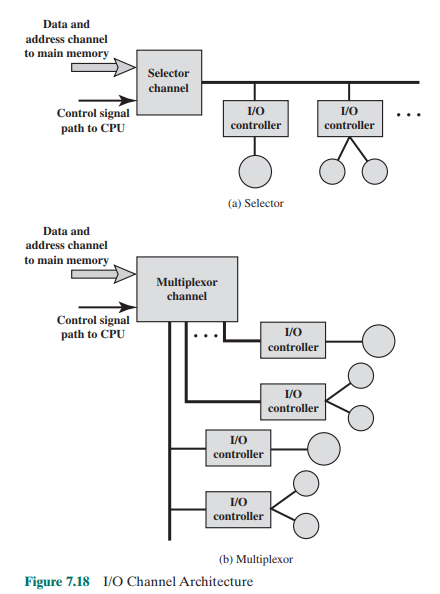 Data and
address channel
to main memory
Selector
channel
Control signal
path to CPU
I/O
controller
I/O
controller
...
(a) Selector
Data and
address channel
to main memory
Multiplexor
channel
Control signal
path to CPU
...
I/O
controller
I/O
controller
I/O
controller
I/O
controller
(b) Multiplexor
Figure 7.18 I/O Channel Architecture